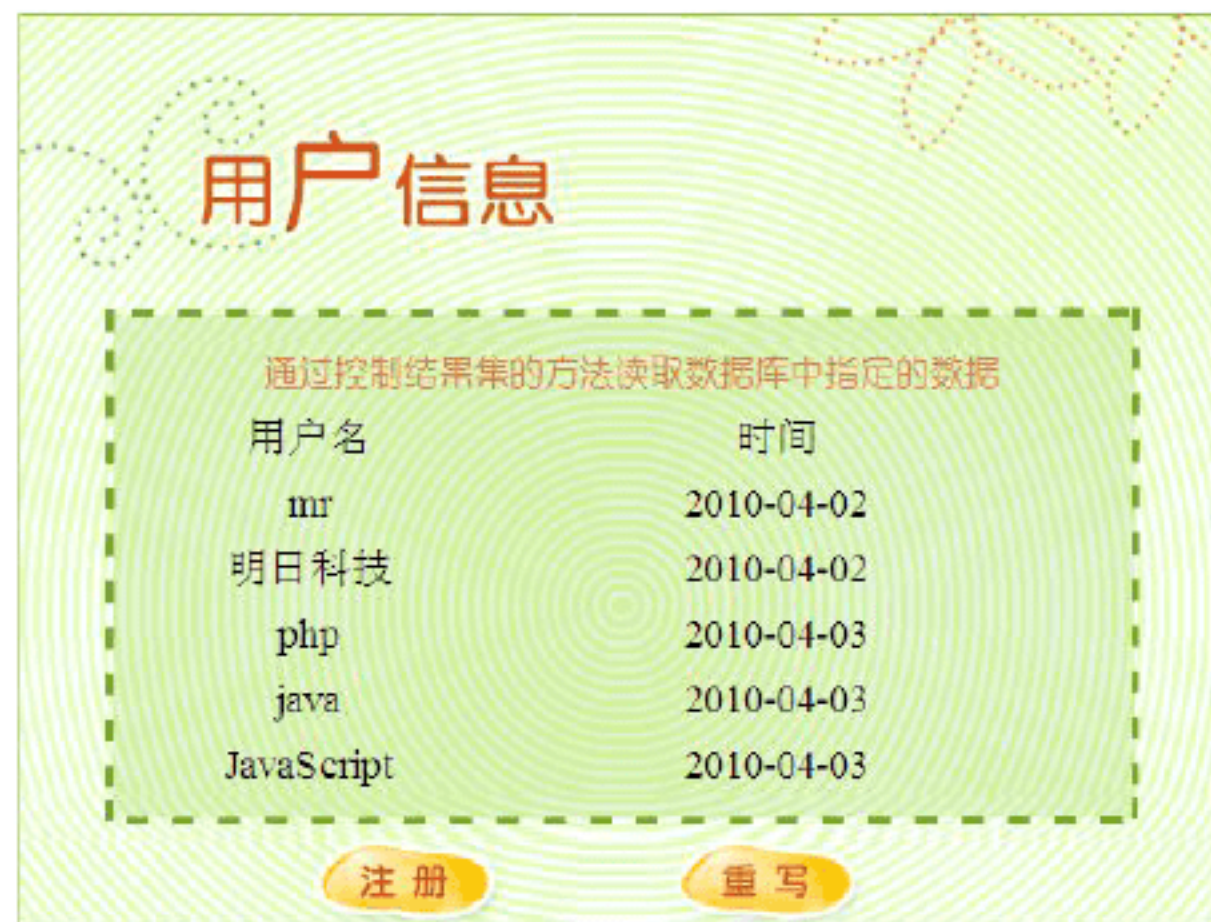 用户信息
通过控制结果集的方法读取数据库中指定的数据
用户名 时间
mr 2010-04-02
明日科技 2010-04-02
php 2010-04-03
java 2010-04-03
JavaScript 2010-04-03
注册 重写